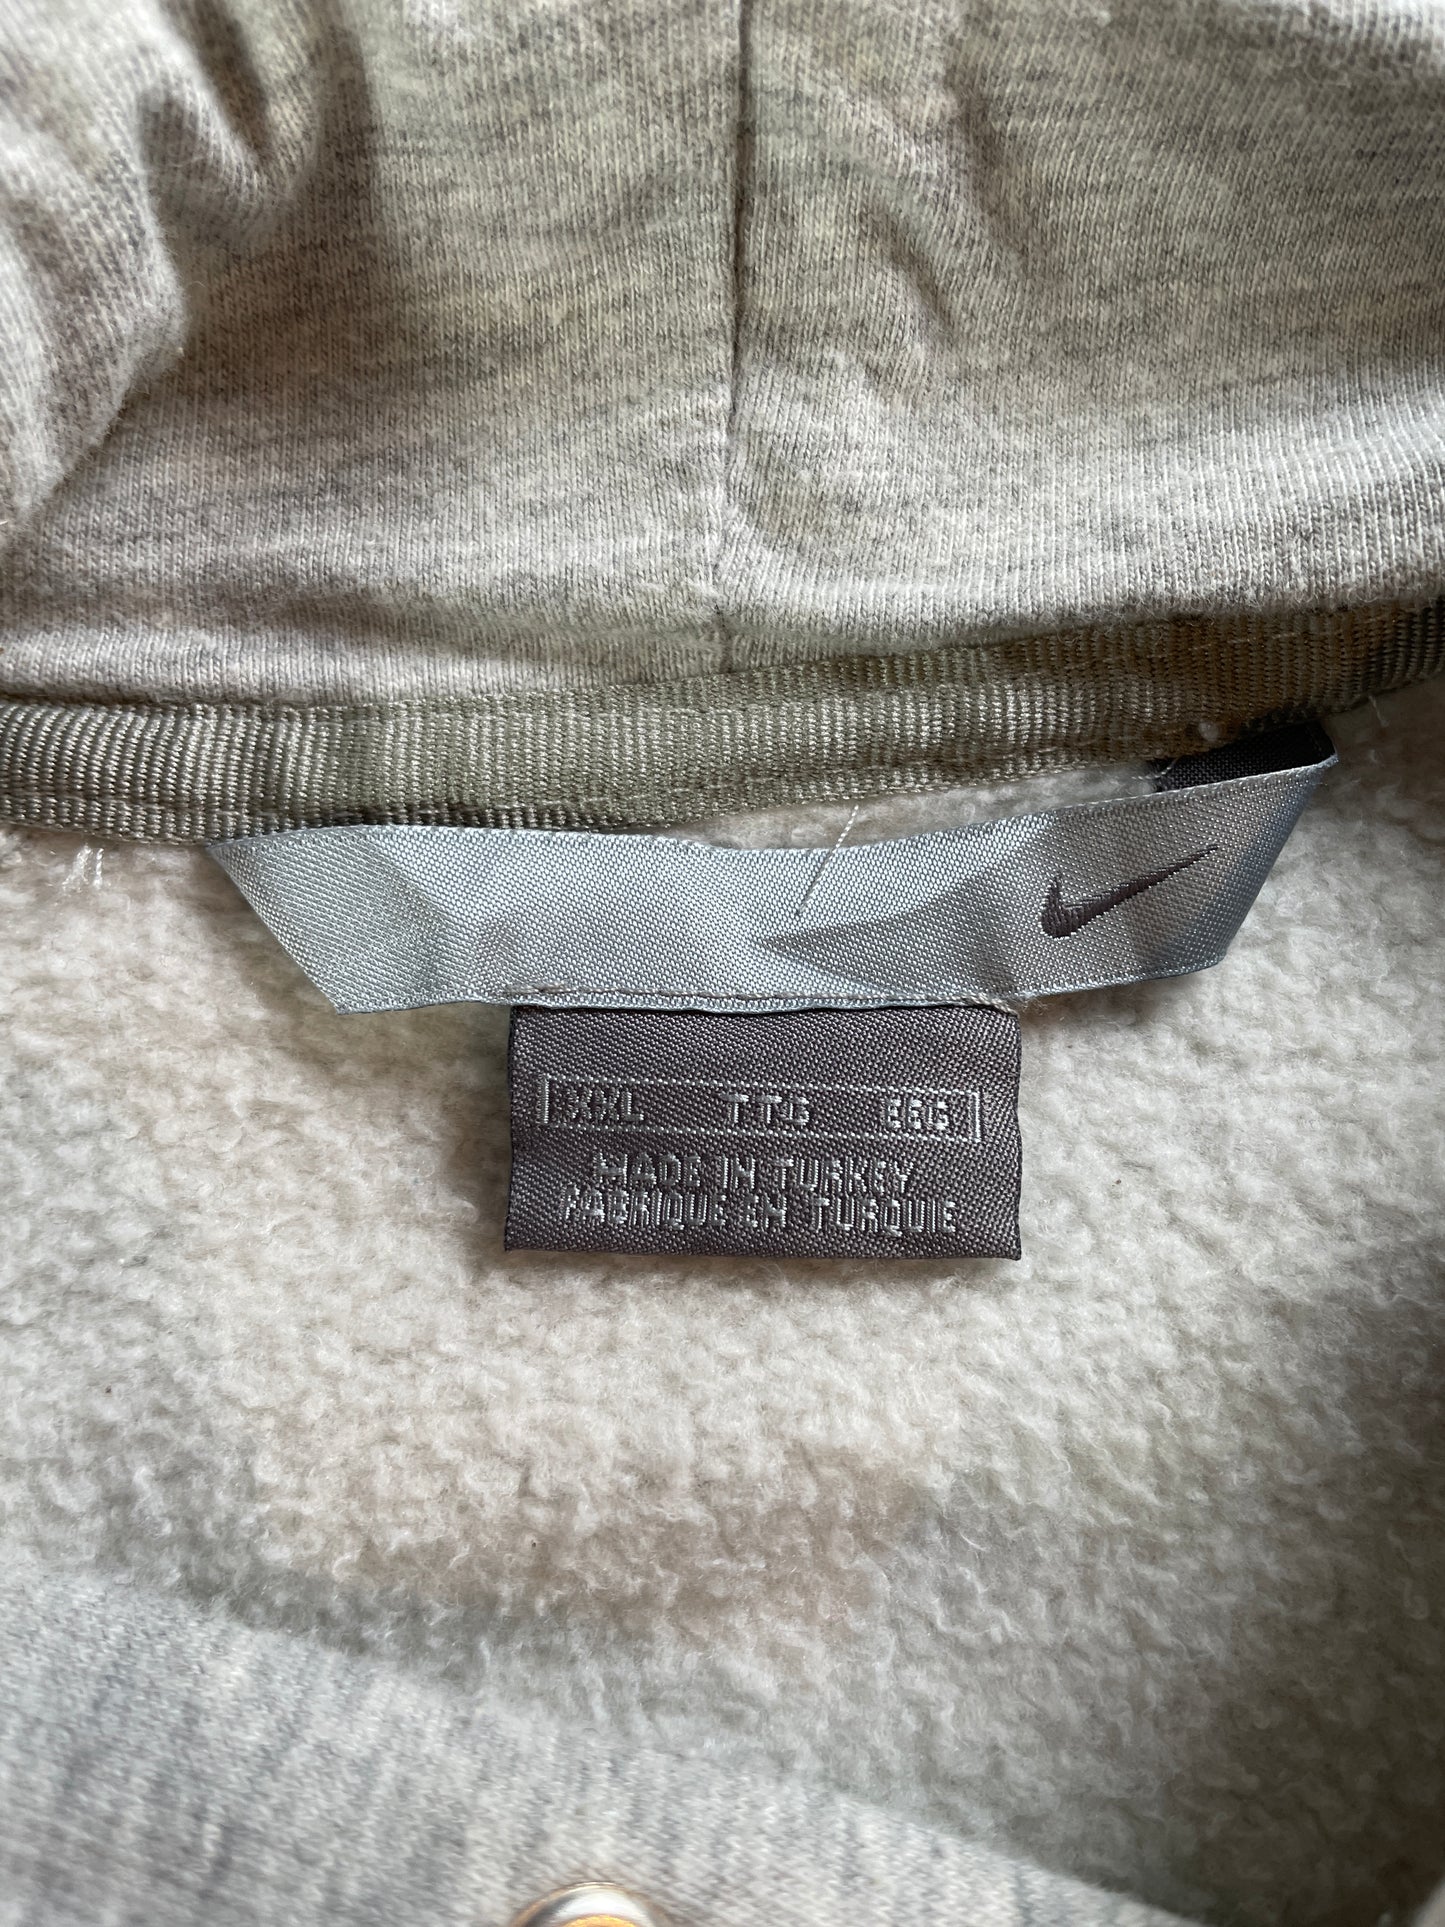 XXL TTG EEG
MADE IN TURKEY
FABRIQUE EN TURQUIE